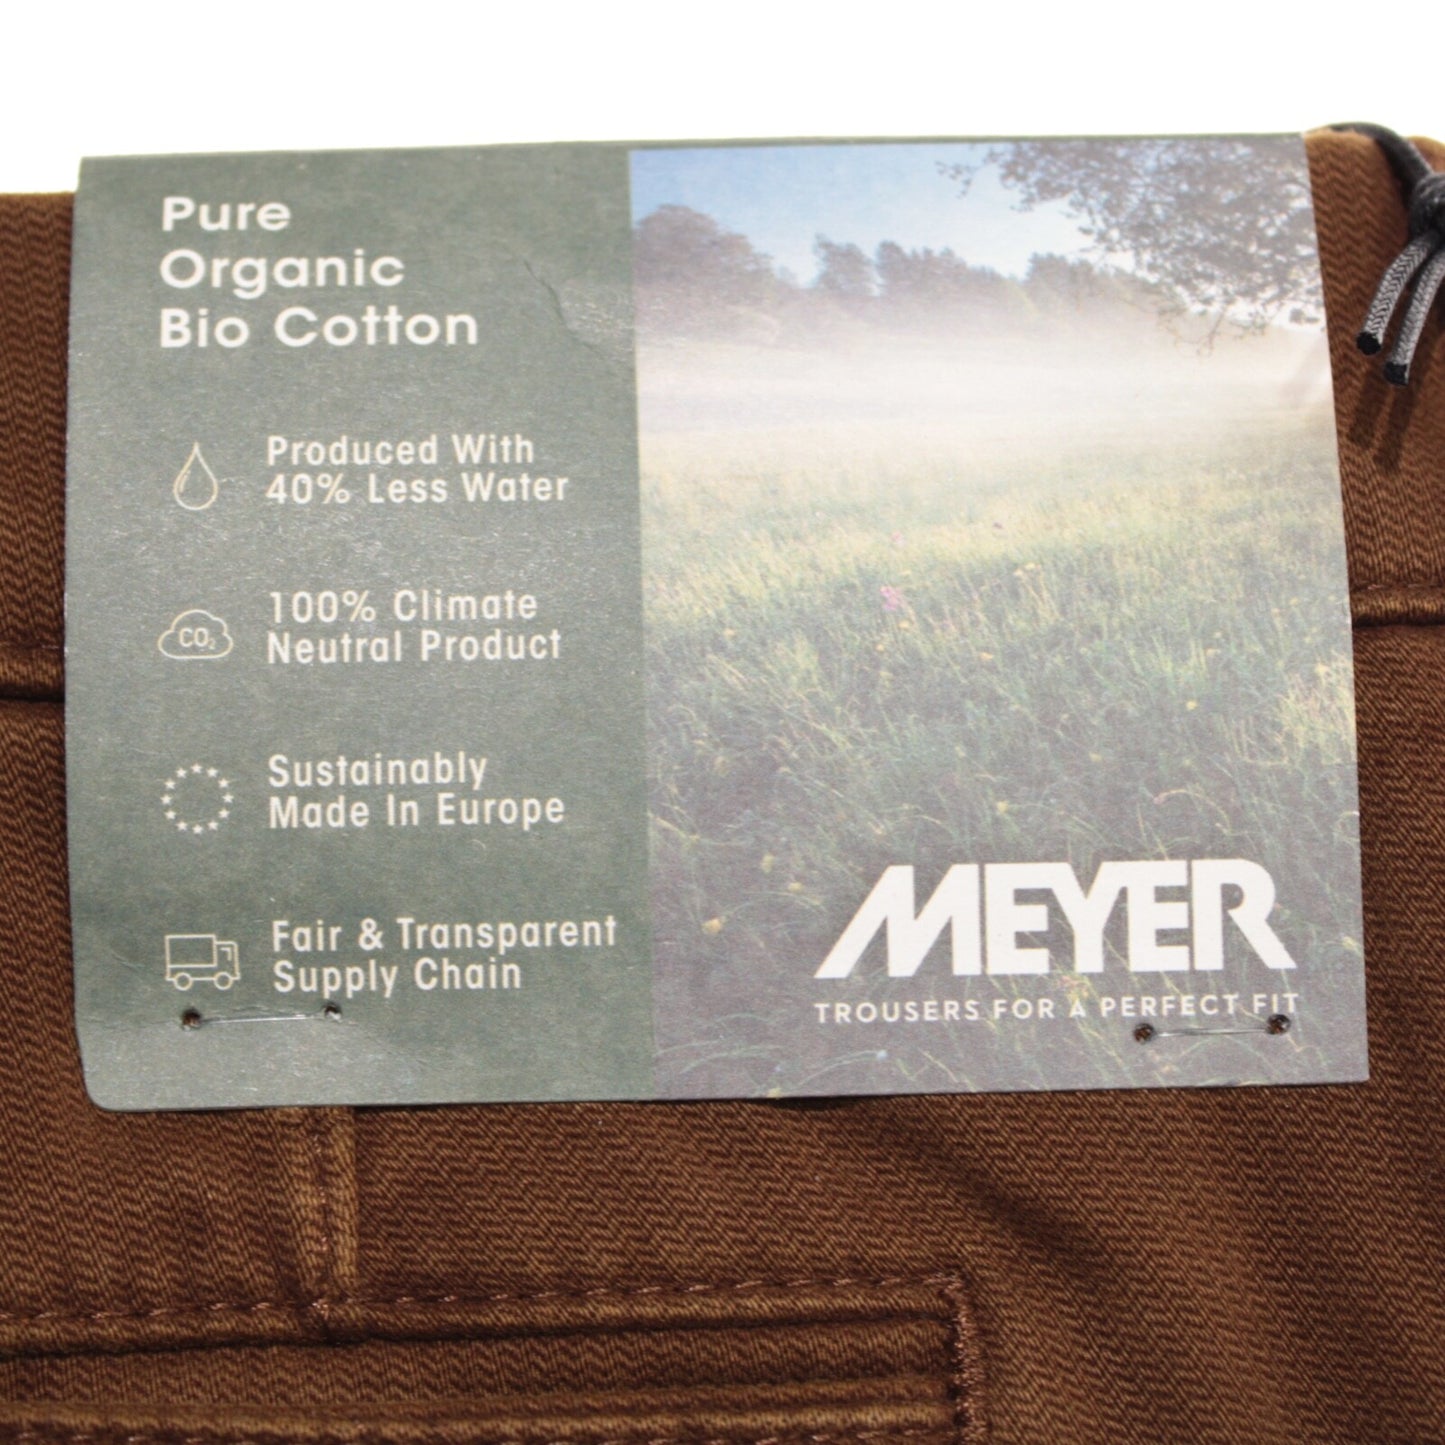 Pure
Organic
Bio Cotton
Produced With
40% Less Water
CO₂
100% Climate
Neutral Product
Sustainably
Made In Europe
Fair & Transparent
Supply Chain
MEYER
TROUSERS FOR A PERFECT FIT